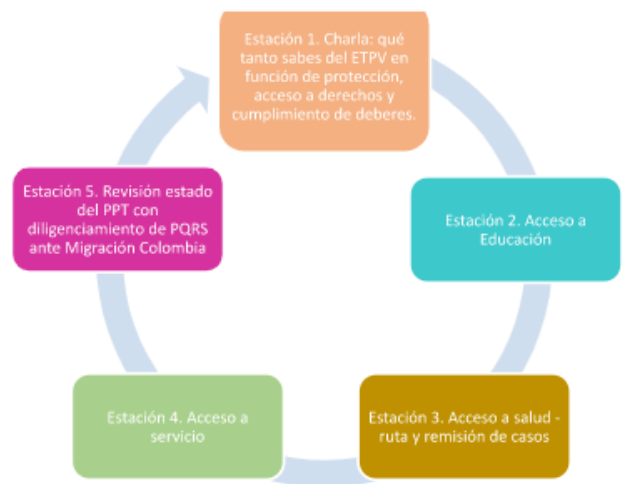 Estación 1. Charla: qué
tanto sabes del ETPV en
función de protección,
acceso a derechos y
cumplimiento de deberes.
Estación 2. Acceso a
Educación
Estación 3. Acceso a salud -
ruta y remisión de casos
Estación 4. Acceso a
servicio
Estación 5. Revisión estado
del PPT con
diligenciamiento de PQRS
ante Migración Colombia